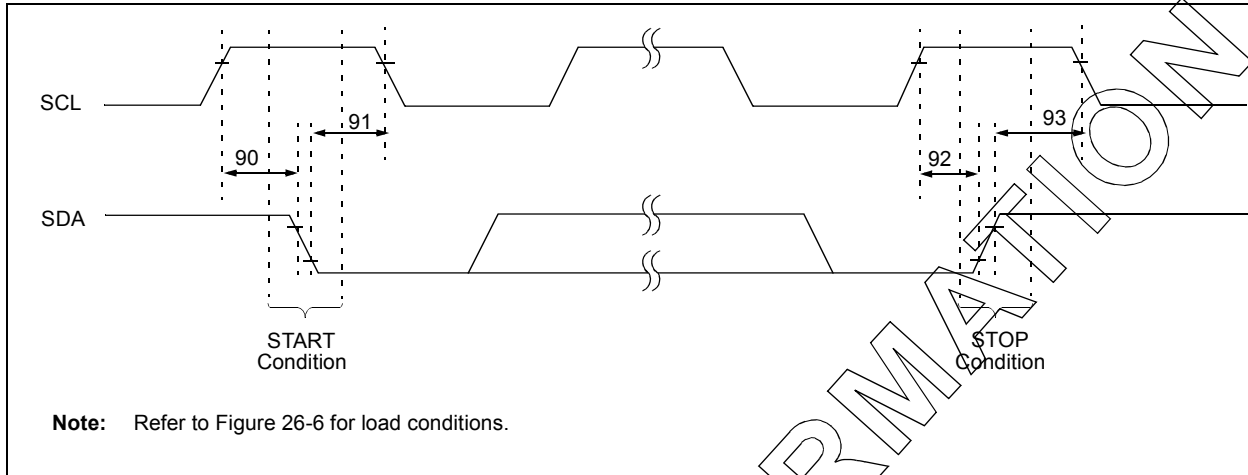 SCL
91
93
90
92
SDA
START
Condition
STOP
Condition
Note: Refer to Figure 26-6 for load conditions.
RMATION